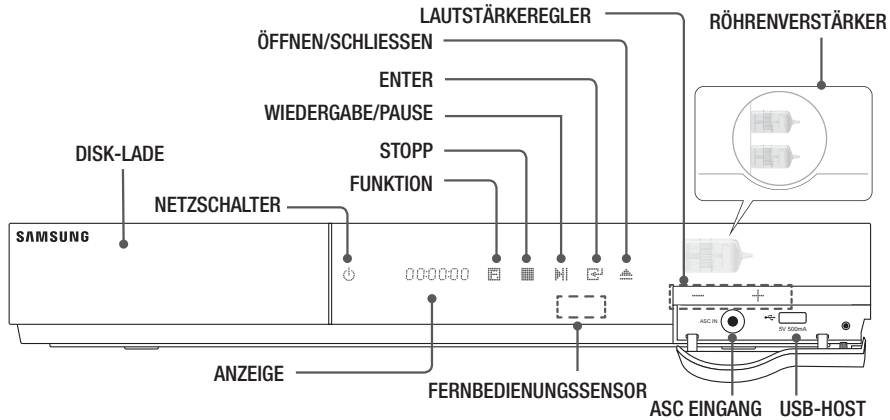 LAUTSTÄRKEREGLER
RÖHRENVERSTÄRKER
ÖFFNEN/SCHLIESSEN
ENTER
WIEDERGABE/PAUSE
STOPP
DISK-LADE
FUNKTION
NETZSCHALTER
SAMSUNG
00:00:00 F
ASC IN
5V 500mA
ANZEIGE
FERNBEDIENUNGSSENSOR
ASC EINGANG USB-HOST